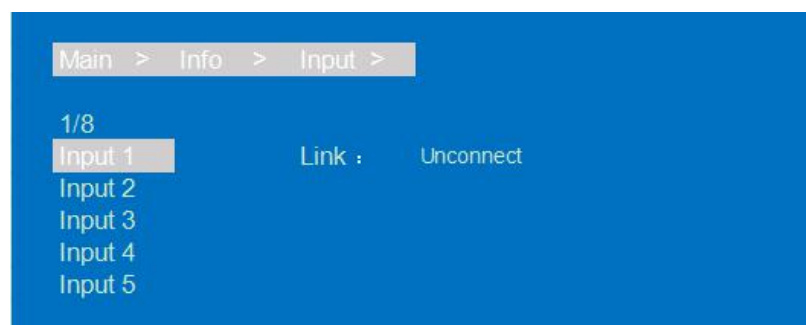 Main > Info > Input >
1/8
Input 1 Link： Unconnect
Input 2
Input 3
Input 4
Input 5